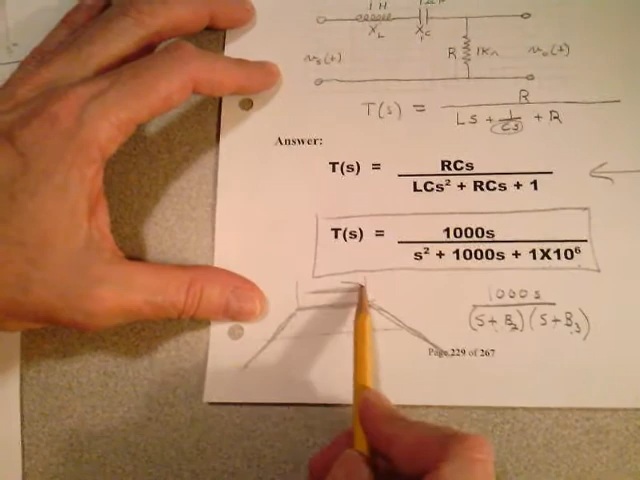 1H
X_L X_C
R 1KΩ
v_s(t) v_o(t)
T(s) = R
Ls + 1/Cs + R
Answer:
T(s) = RCs
LCs² + RCs + 1
T(s) = 1000s
s² + 1000s + 1X10⁶
1000s
(S + B₂)(S + B₃)
Page 229 of 267